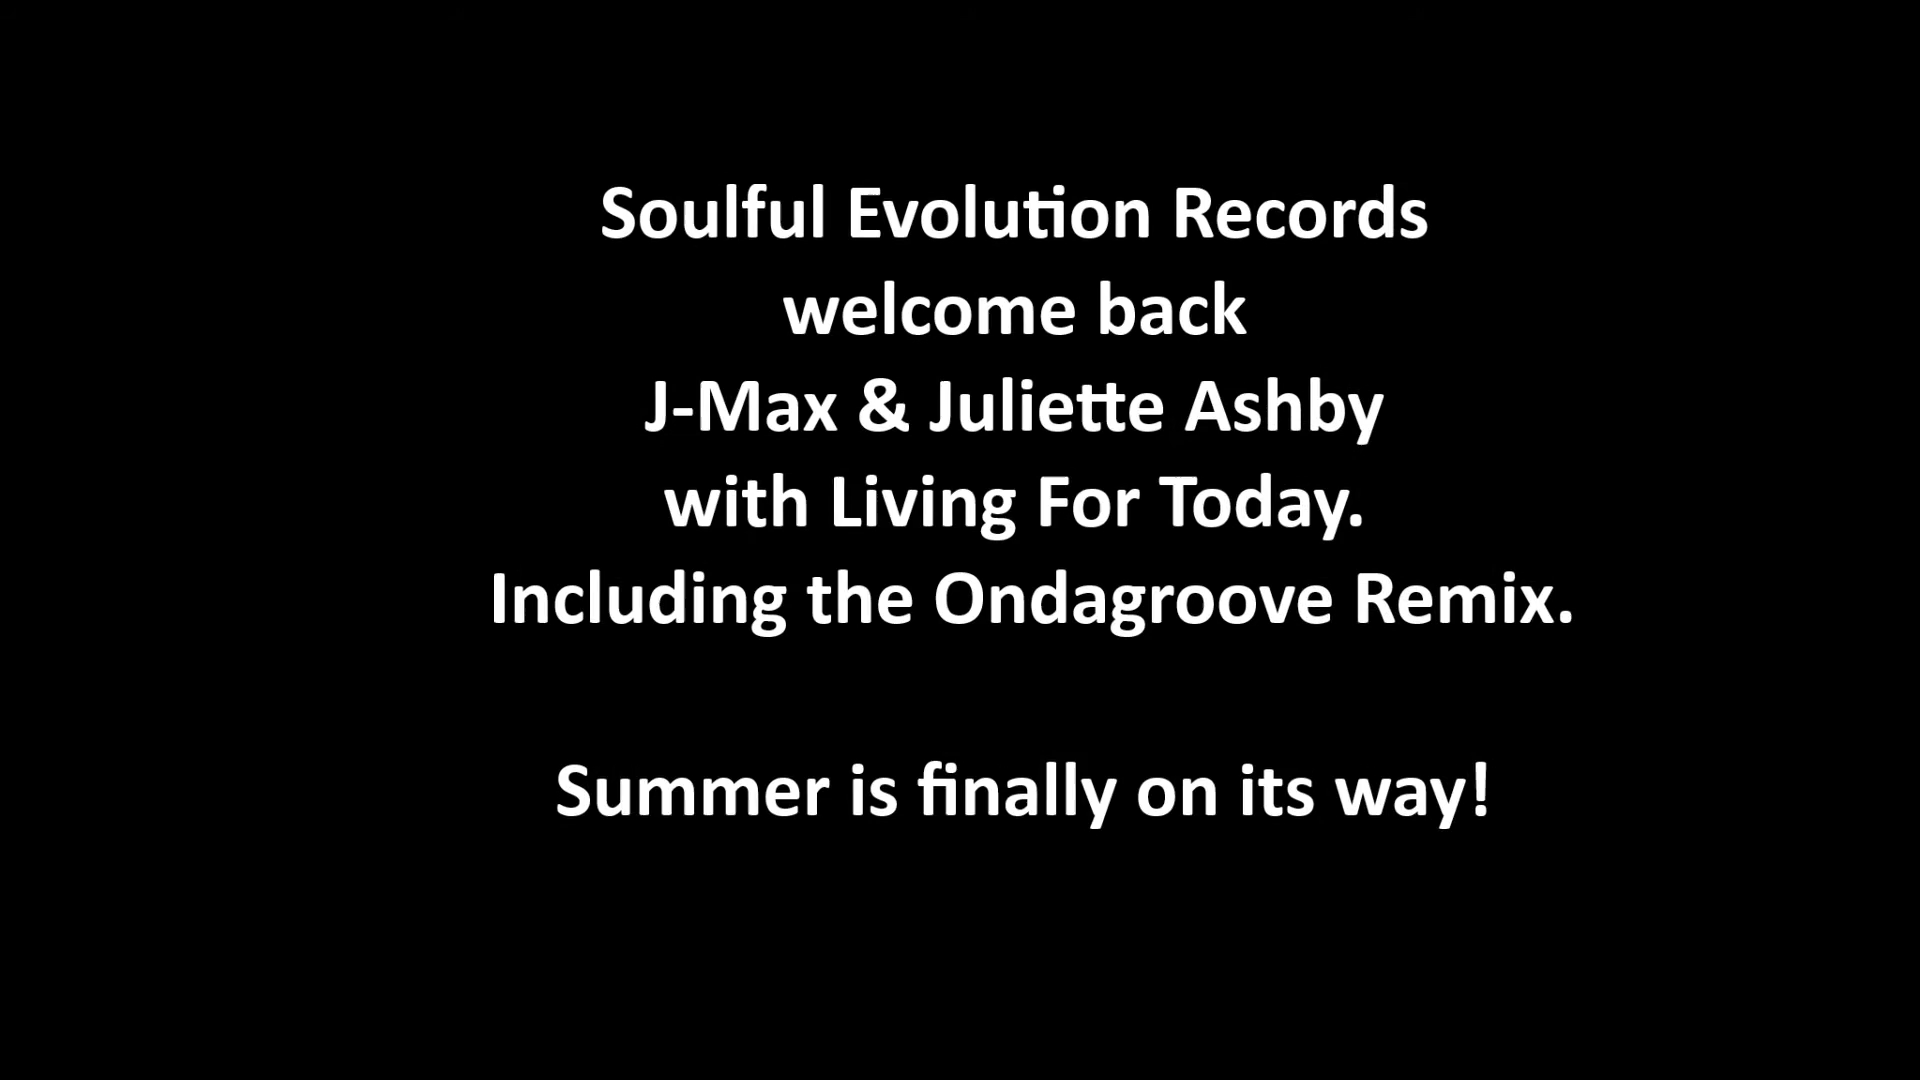 Soulful Evolution Records
welcome back
J-Max & Juliette Ashby
with Living For Today.
Including the Ondagroove Remix.
Summer is finally on its way!